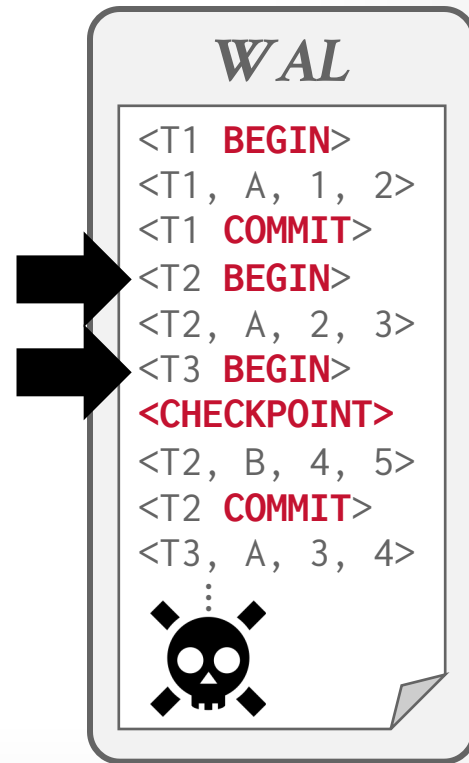 WAL
<T1 BEGIN>
<T1, A, 1, 2>
<T1 COMMIT>
<T2 BEGIN>
<T2, A, 2, 3>
<T3 BEGIN>
<CHECKPOINT>
<T2, B, 4, 5>
<T2 COMMIT>
<T3, A, 3, 4>
⋮